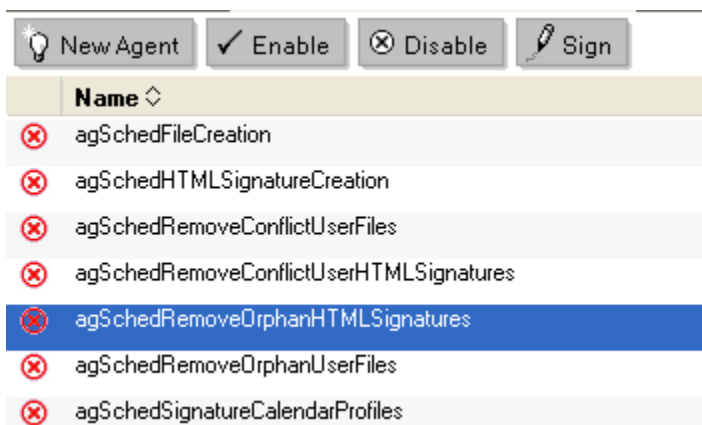 New Agent Enable Disable Sign
Name
agSchedFileCreation
agSchedHTMLSignatureCreation
agSchedRemoveConflictUserFiles
agSchedRemoveConflictUserHTMLSignatures
agSchedRemoveOrphanHTMLSignatures
agSchedRemoveOrphanUserFiles
agSchedSignatureCalendarProfiles